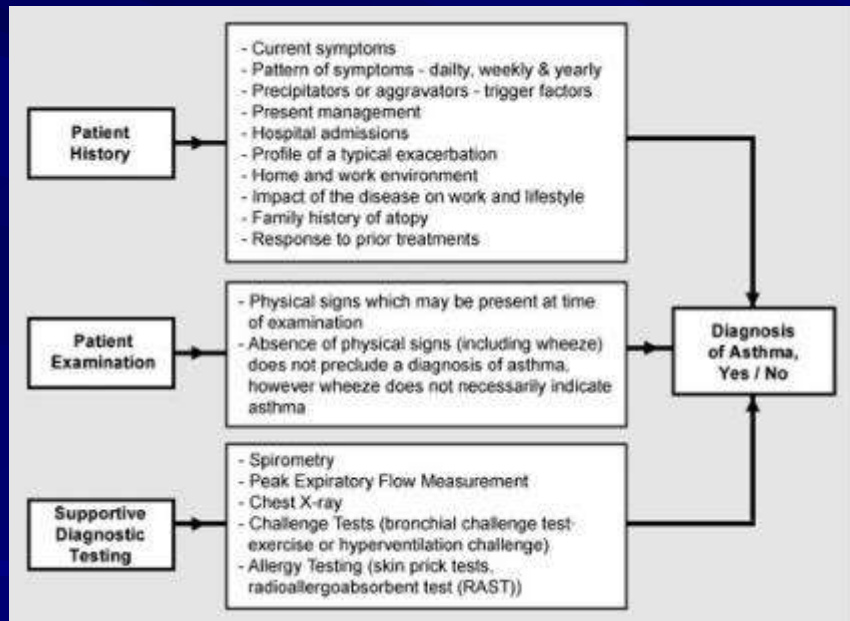 Patient
History
- Current symptoms
- Pattern of symptoms - dailty, weekly & yearly
- Precipitators or aggravators - trigger factors
- Present management
- Hospital admissions
- Profile of a typical exacerbation
- Home and work environment
- Impact of the disease on work and lifestyle
- Family history of atopy
- Response to prior treatments
Patient
Examination
- Physical signs which may be present at time
of examination
- Absence of physical signs (including wheeze)
does not preclude a diagnosis of asthma,
however wheeze does not necessarily indicate
asthma
Supportive
Diagnostic
Testing
- Spirometry
- Peak Expiratory Flow Measurement
- Chest X-ray
- Challenge Tests (bronchial challenge test-
exercise or hyperventilation challenge)
- Allergy Testing (skin prick tests,
radioallergoabsorbent test (RAST))
Diagnosis
of Asthma,
Yes / No